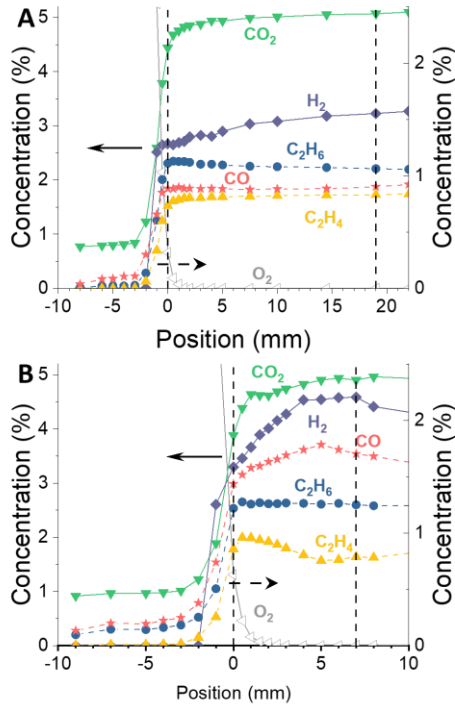 A
5
4
3
2
1
0
Concentration (%)
CO₂
H₂
C₂H₆
CO
C₂H₄
O₂
2
1
0
Concentration (%)
-10 -5 0 5 10 15 20
Position (mm)
B
5
4
3
2
1
0
Concentration (%)
CO₂
H₂
CO
C₂H₆
C₂H₄
O₂
2
1
0
Concentration (%)
-10 -5 0 5 10
Position (mm)